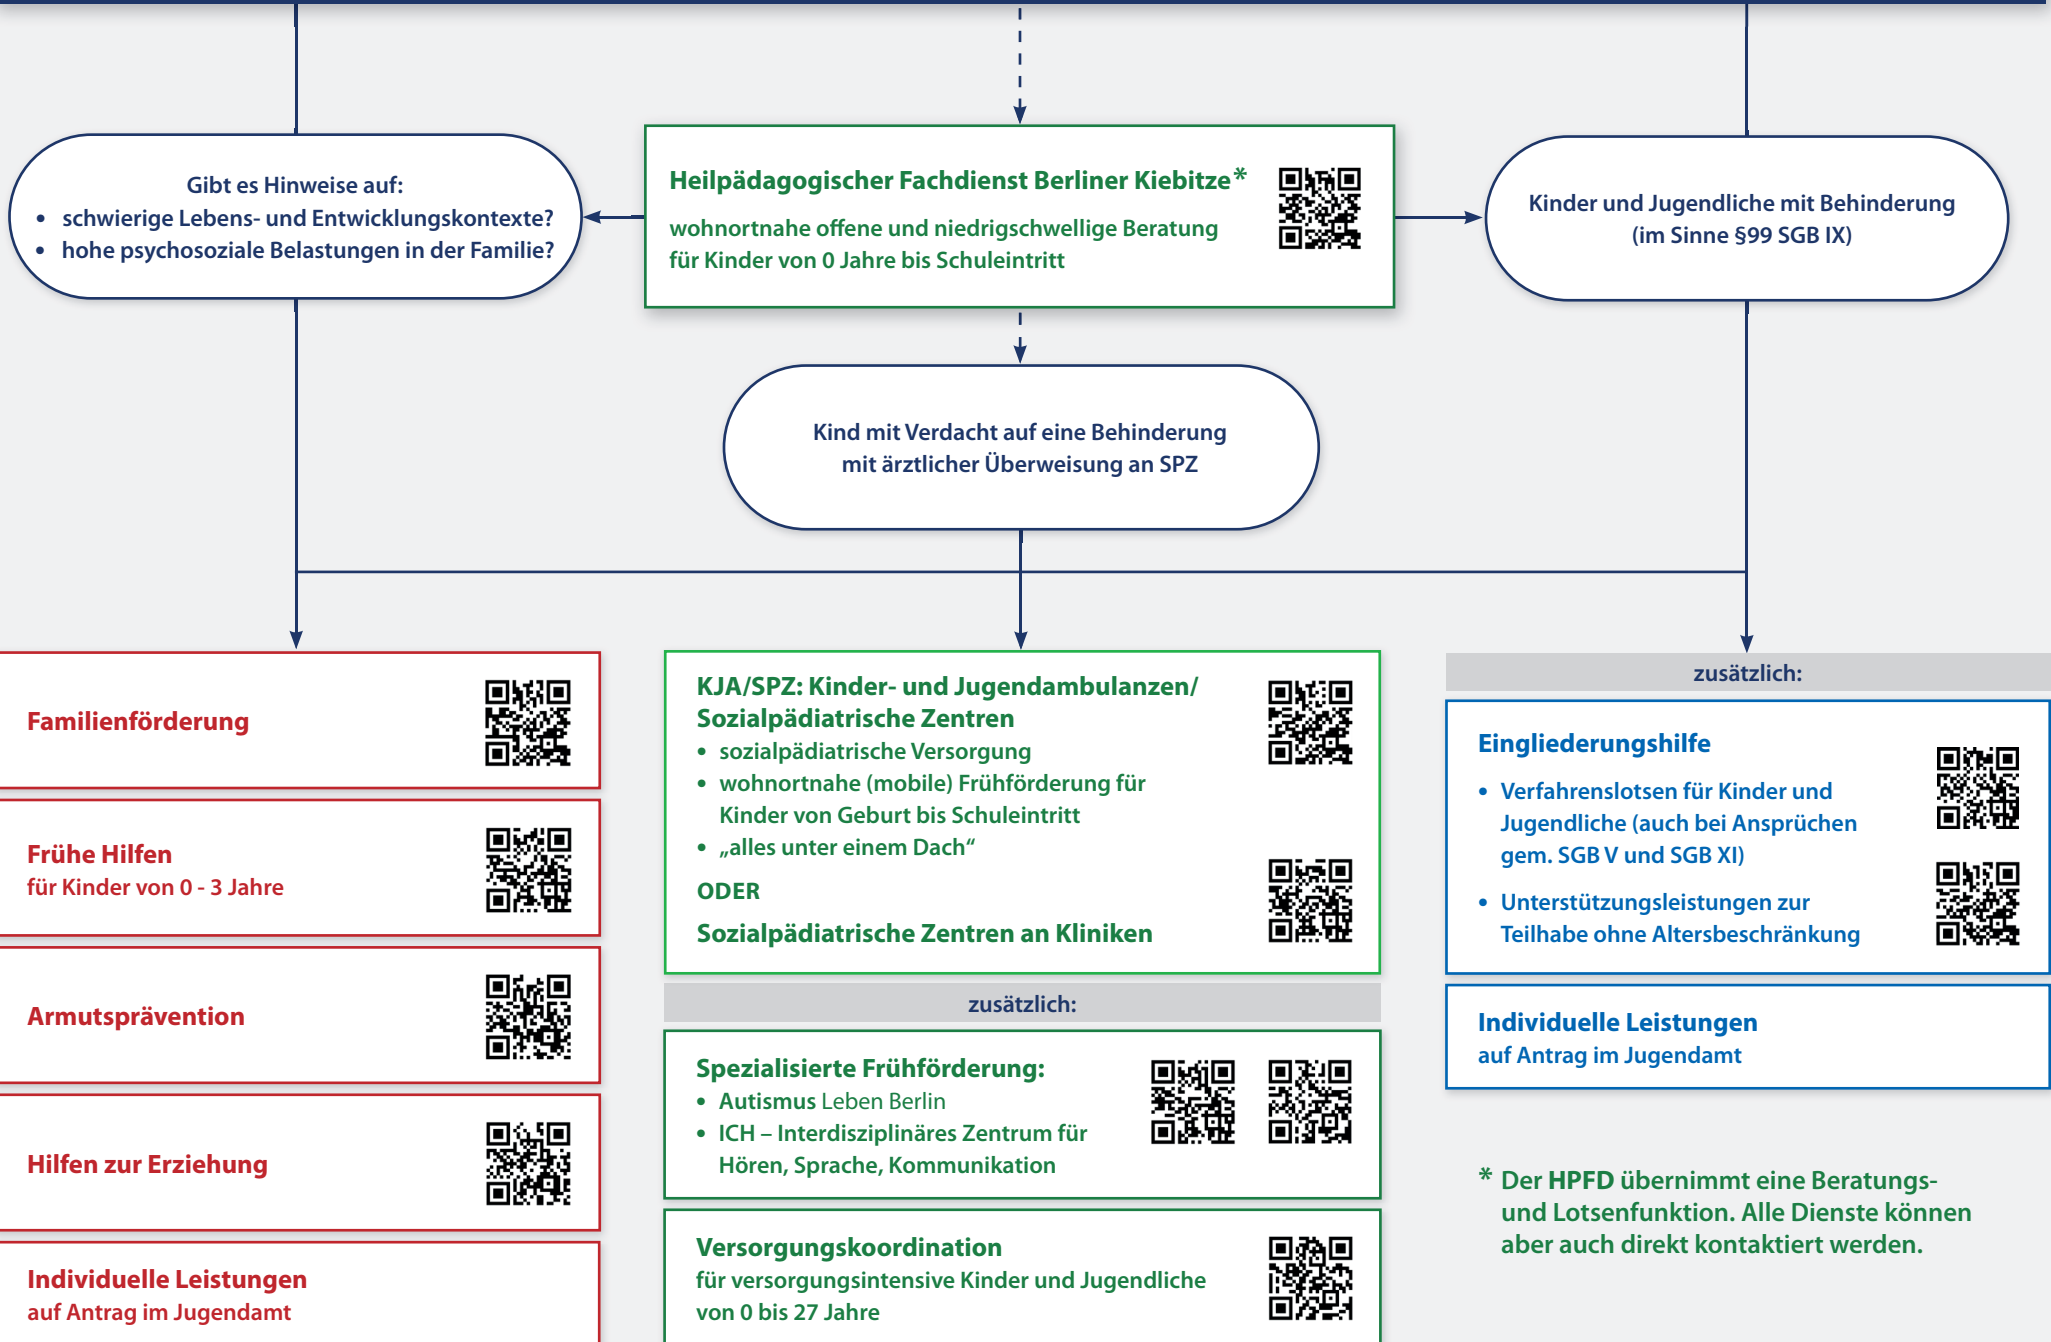 Gibt es Hinweise auf:
• schwierige Lebens- und Entwicklungskontexte?
• hohe psychosoziale Belastungen in der Familie?
Heilpädagogischer Fachdienst Berliner Kiebitze*
wohnortnahe offene und niedrigschwellige Beratung
für Kinder von 0 Jahre bis Schuleintritt
Kinder und Jugendliche mit Behinderung
(im Sinne §99 SGB IX)
Kind mit Verdacht auf eine Behinderung
mit ärztlicher Überweisung an SPZ
Familienförderung
Frühe Hilfen
für Kinder von 0 - 3 Jahre
Armutsprävention
Hilfen zur Erziehung
Individuelle Leistungen
auf Antrag im Jugendamt
KJA/SPZ: Kinder- und Jugendambulanzen/
Sozialpädiatrische Zentren
• sozialpädiatrische Versorgung
• wohnortnahe (mobile) Frühförderung für
Kinder von Geburt bis Schuleintritt
• „alles unter einem Dach“
ODER
Sozialpädiatrische Zentren an Kliniken
zusätzlich:
Spezialisierte Frühförderung:
• Autismus Leben Berlin
• ICH – Interdisziplinäres Zentrum für
Hören, Sprache, Kommunikation
Versorgungskoordination
für versorgungsintensive Kinder und Jugendliche
von 0 bis 27 Jahre
zusätzlich:
Eingliederungshilfe
• Verfahrenslotsen für Kinder und
Jugendliche (auch bei Ansprüchen
gem. SGB V und SGB XI)
• Unterstützungsleistungen zur
Teilhabe ohne Altersbeschränkung
Individuelle Leistungen
auf Antrag im Jugendamt
* Der HPFD übernimmt eine Beratungs-
und Lotsenfunktion. Alle Dienste können
aber auch direkt kontaktiert werden.